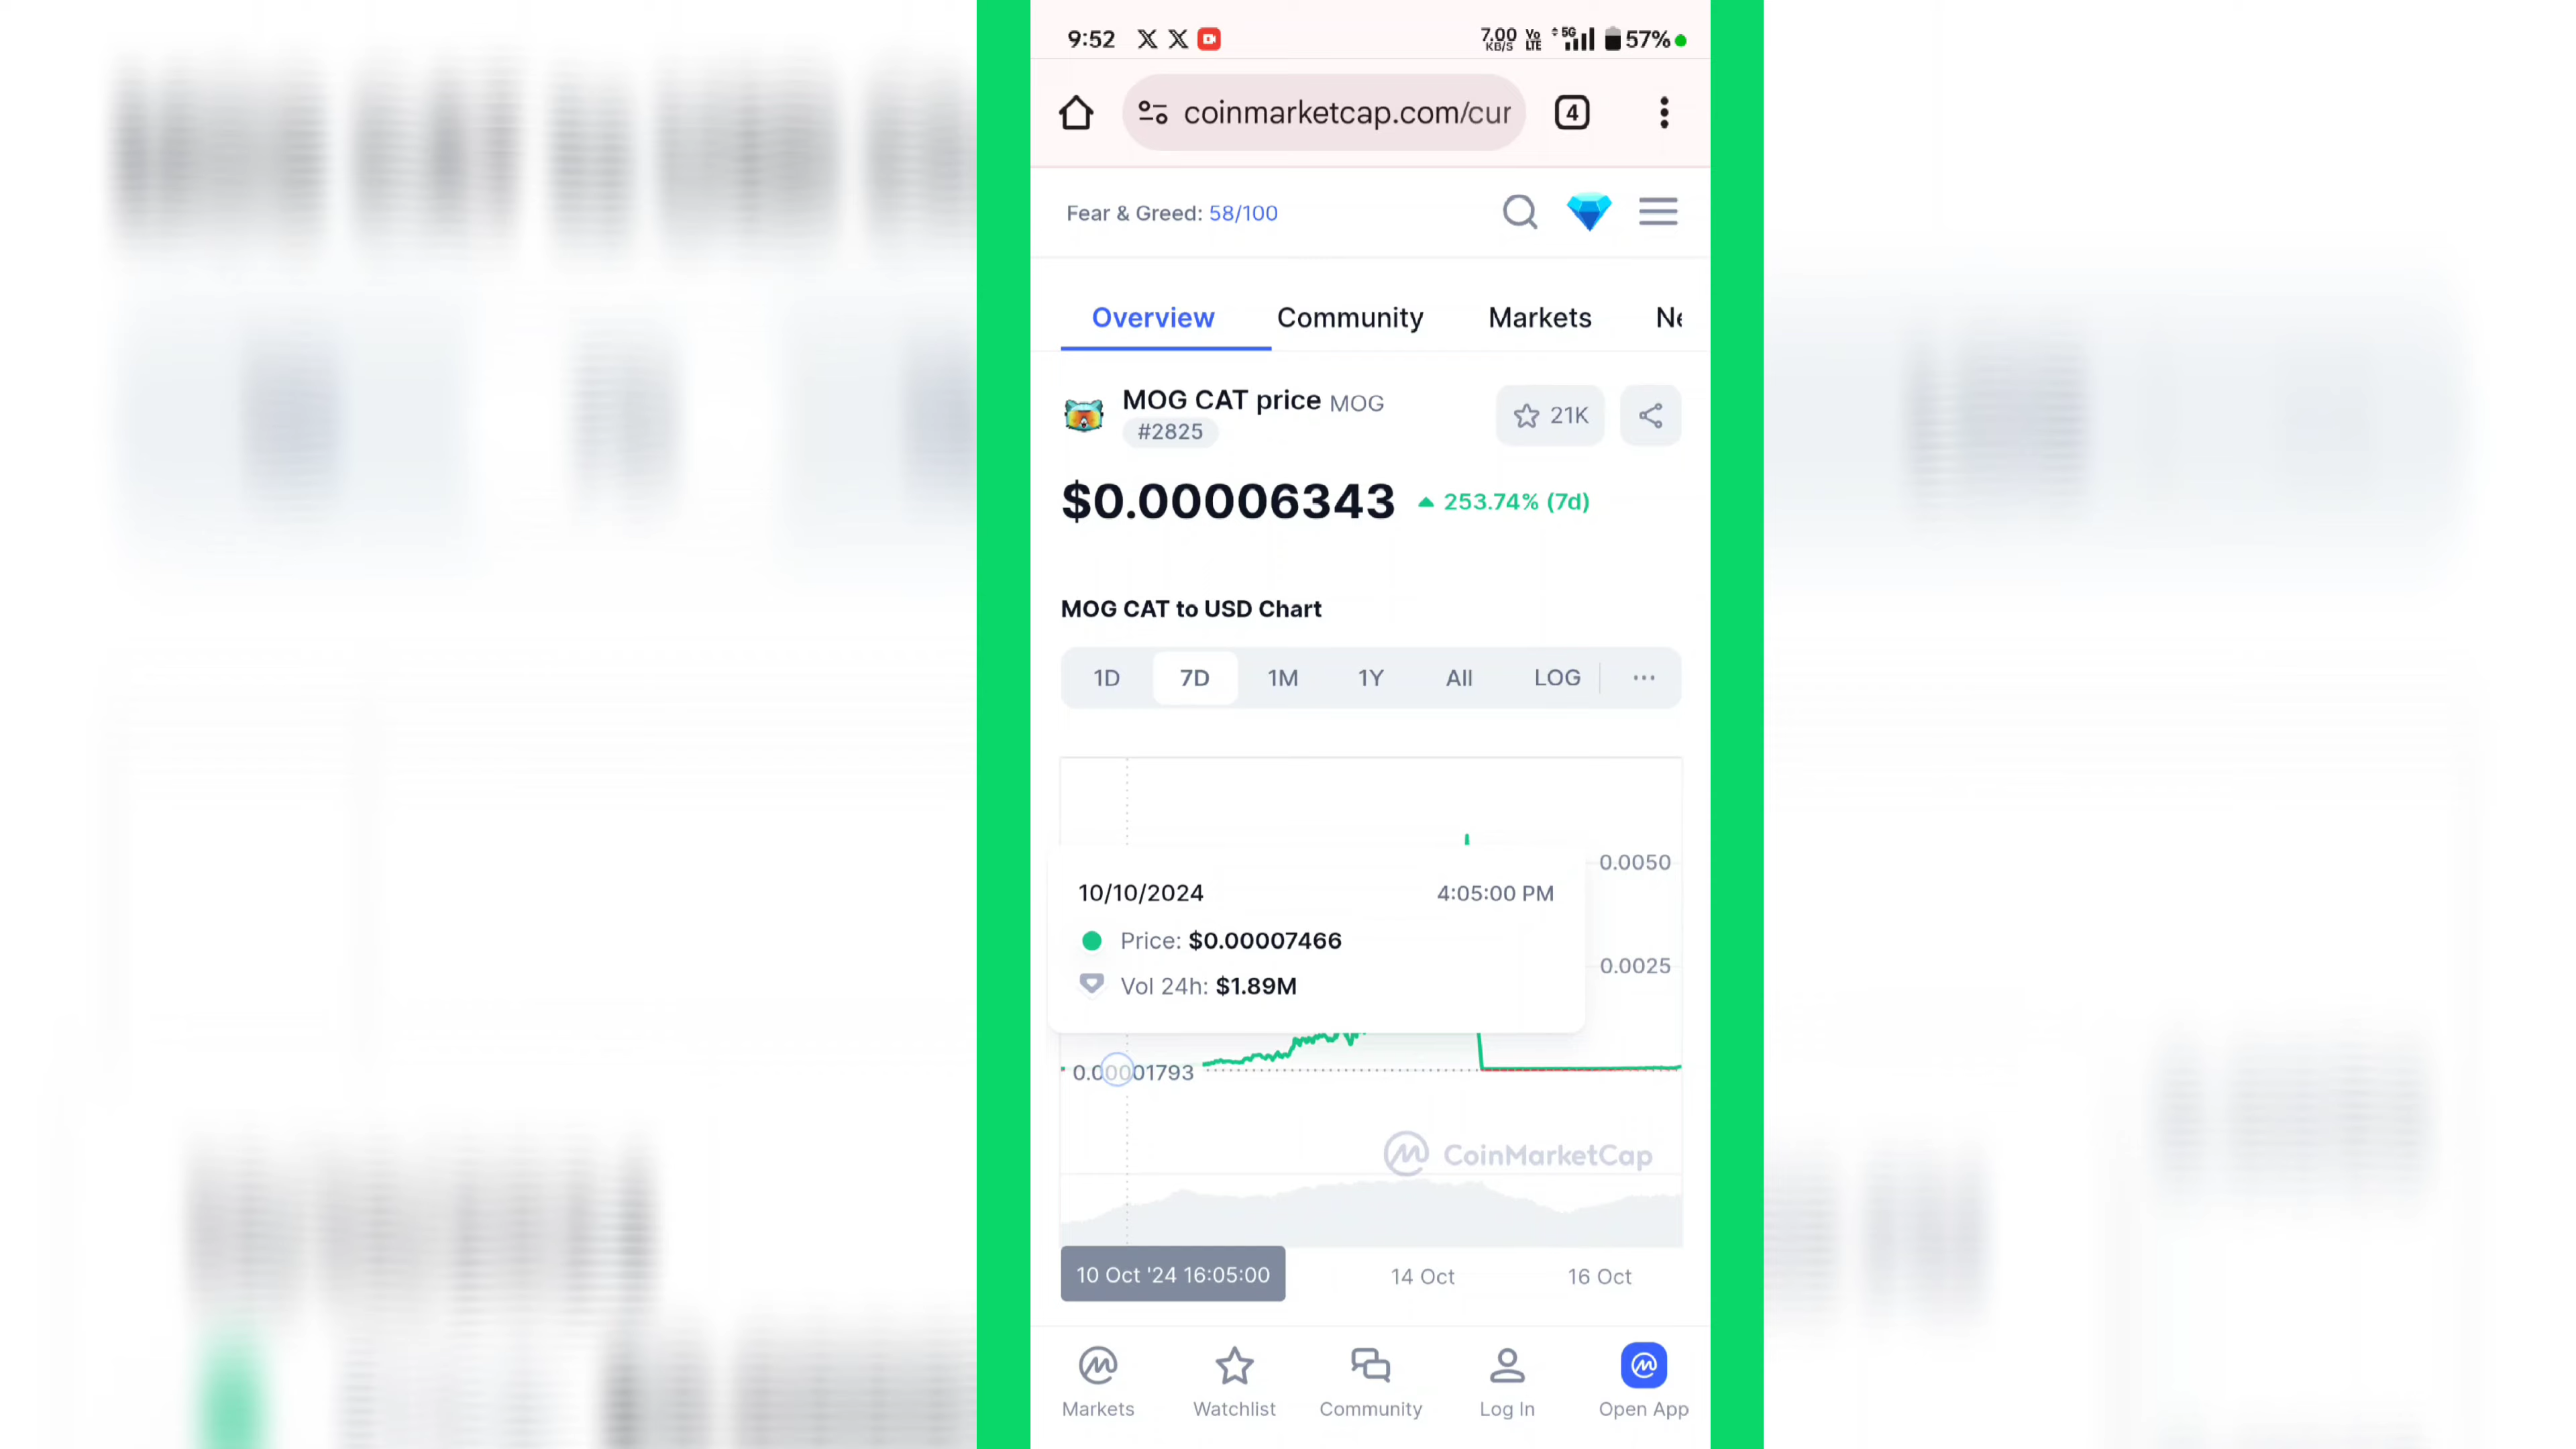 9:52 X X 7.00 KB/S Vo LTE 5G 57%
coinmarketcap.com/cur 4
Fear & Greed: 58/100
Overview Community Markets Ne
MOG CAT price MOG
#2825
21K
$0.00006343 253.74% (7d)
MOG CAT to USD Chart
1D 7D 1M 1Y All LOG ...
0.0050
10/10/2024 4:05:00 PM
Price: $0.00007466
0.0025
Vol 24h: $1.89M
0.00001793
CoinMarketCap
10 Oct '24 16:05:00 14 Oct 16 Oct
Markets Watchlist Community Log In Open App